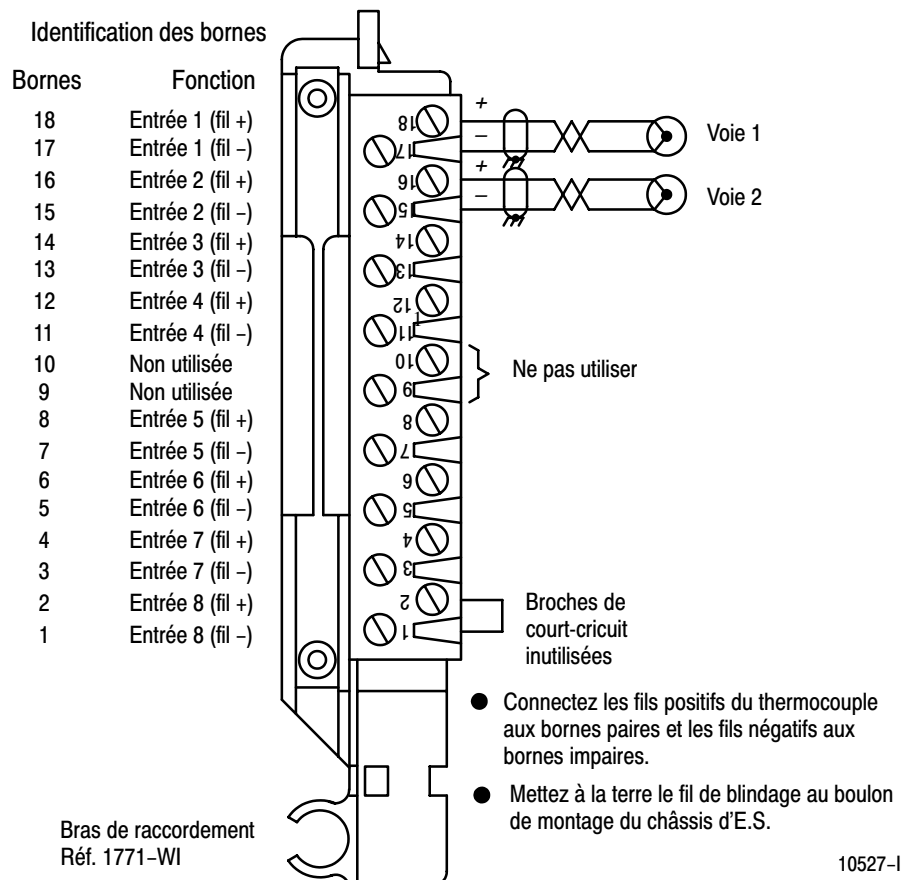 Identification des bornes
Bornes Fonction
18 Entrée 1 (fil +)
17 Entrée 1 (fil –)
16 Entrée 2 (fil +)
15 Entrée 2 (fil –)
14 Entrée 3 (fil +)
13 Entrée 3 (fil –)
12 Entrée 4 (fil +)
11 Entrée 4 (fil –)
10 Non utilisée
9 Non utilisée
8 Entrée 5 (fil +)
7 Entrée 5 (fil –)
6 Entrée 6 (fil +)
5 Entrée 6 (fil –)
4 Entrée 7 (fil +)
3 Entrée 7 (fil –)
2 Entrée 8 (fil +)
1 Entrée 8 (fil –)
18
17
16
15
14
13
12
11
10
9
8
7
6
5
4
3
2
1
+
–
Voie 1
+
–
Voie 2
Ne pas utiliser
Broches de
court-cricuit
inutilisées
● Connectez les fils positifs du thermocouple
aux bornes paires et les fils négatifs aux
bornes impaires.
● Mettez à la terre le fil de blindage au boulon
de montage du châssis d'E.S.
Bras de raccordement
Réf. 1771–WI
10527–I